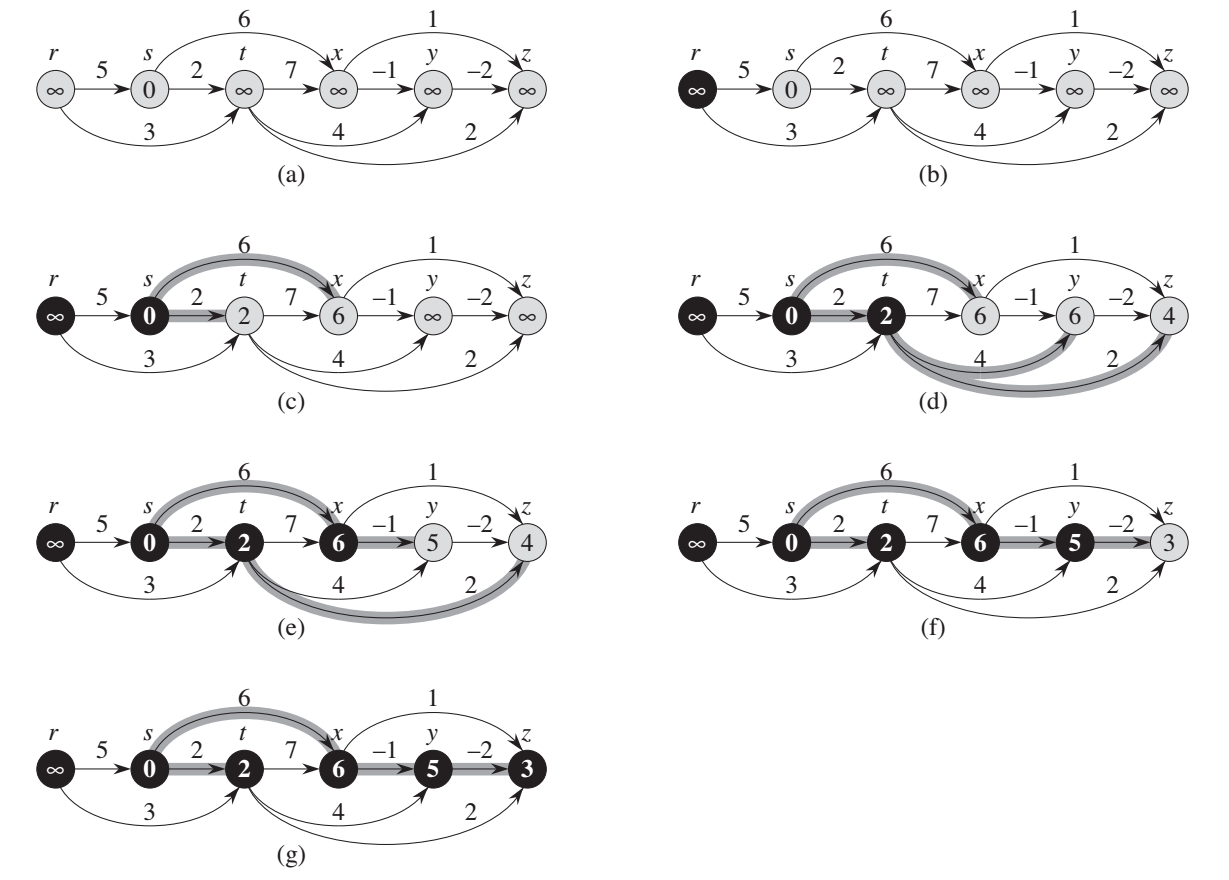 6 1 6 1
r s t x y z r s t x y z
5 2 7 –1 –2 5 2 7 –1 –2
∞ 0 ∞ ∞ ∞ ∞ ∞ 0 ∞ ∞ ∞ ∞
3 4 2 3 4 2
(a) (b)
6 1 6 1
r s t x y z r s t x y z
5 2 7 –1 –2 5 2 7 –1 –2
∞ 0 2 6 ∞ ∞ ∞ 0 2 6 6 4
3 4 2 3 4 2
(c) (d)
6 1 6 1
r s t x y z r s t x y z
5 2 7 –1 –2 5 2 7 –1 –2
∞ 0 2 6 5 4 ∞ 0 2 6 5 3
3 4 2 3 4 2
(e) (f)
6 1
r s t x y z
5 2 7 –1 –2
∞ 0 2 6 5 3
3 4 2
(g)